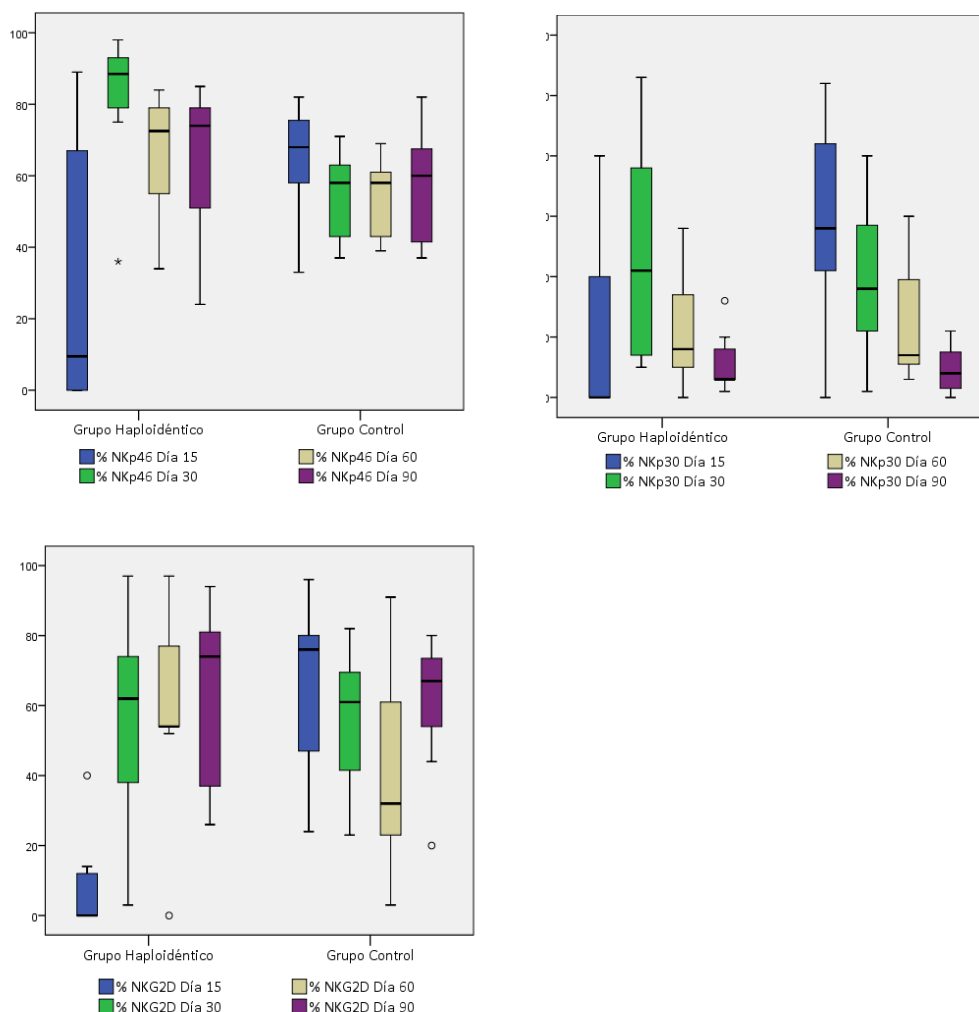 100
80
60
40
20
0
Grupo Haploidéntico Grupo Control
% NKp46 Día 15 % NKp46 Día 60
% NKp46 Día 30 % NKp46 Día 90
Grupo Haploidéntico Grupo Control
% NKp30 Día 15 % NKp30 Día 60
% NKp30 Día 30 % NKp30 Día 90
100
80
60
40
20
0
Grupo Haploidéntico Grupo Control
% NKG2D Día 15 % NKG2D Día 60
% NKG2D Día 30 % NKG2D Día 90